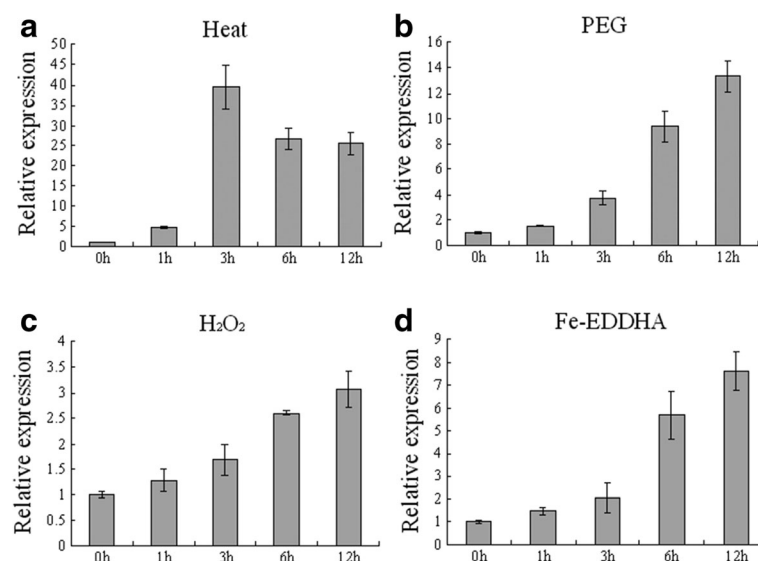 a
Heat
Relative expression
50
45
40
35
30
25
20
15
10
5
0
0h 1h 3h 6h 12h
b
PEG
Relative expression
16
14
12
10
8
6
4
2
0
0h 1h 3h 6h 12h
c
H₂O₂
Relative expression
4
3.5
3
2.5
2
1.5
1
0.5
0
0h 1h 3h 6h 12h
d
Fe-EDDHA
Relative expression
9
8
7
6
5
4
3
2
1
0
0h 1h 3h 6h 12h